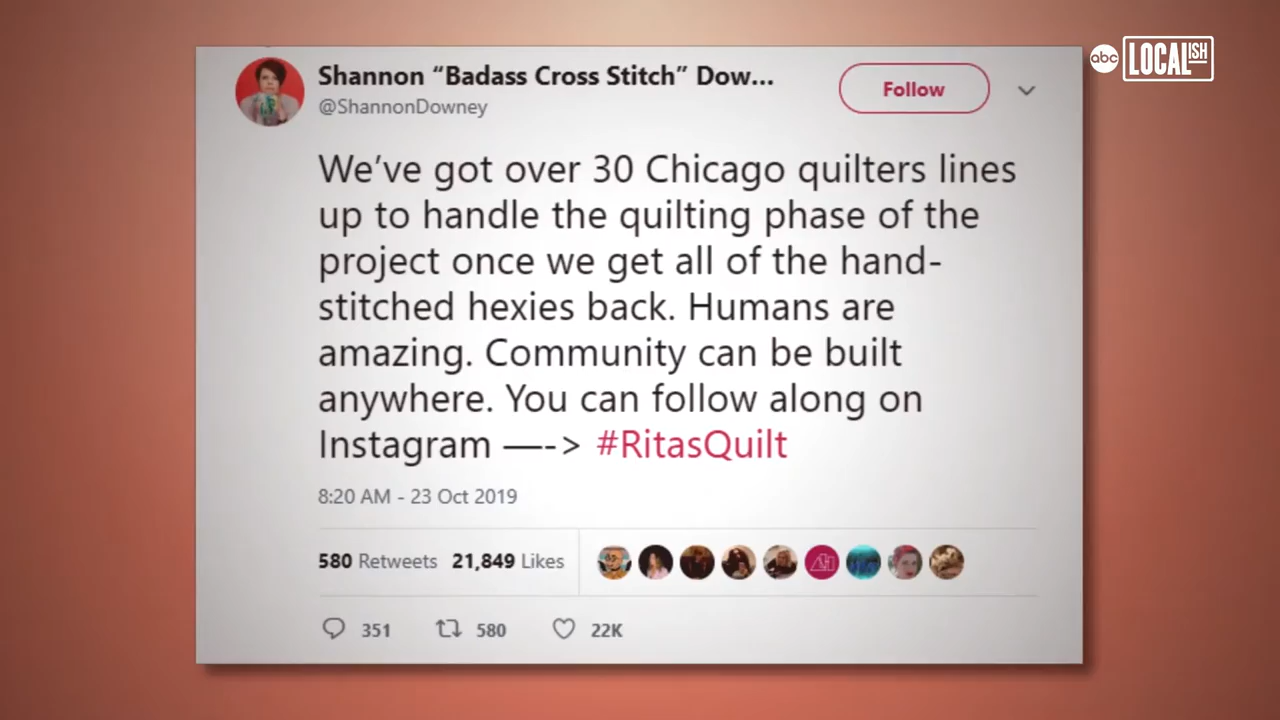 abc LOCALISH
Shannon “Badass Cross Stitch” Dow...
@ShannonDowney
Follow
We’ve got over 30 Chicago quilters lines
up to handle the quilting phase of the
project once we get all of the hand-
stitched hexies back. Humans are
amazing. Community can be built
anywhere. You can follow along on
Instagram —-> #RitasQuilt
8:20 AM - 23 Oct 2019
580 Retweets 21,849 Likes
351 580 22K